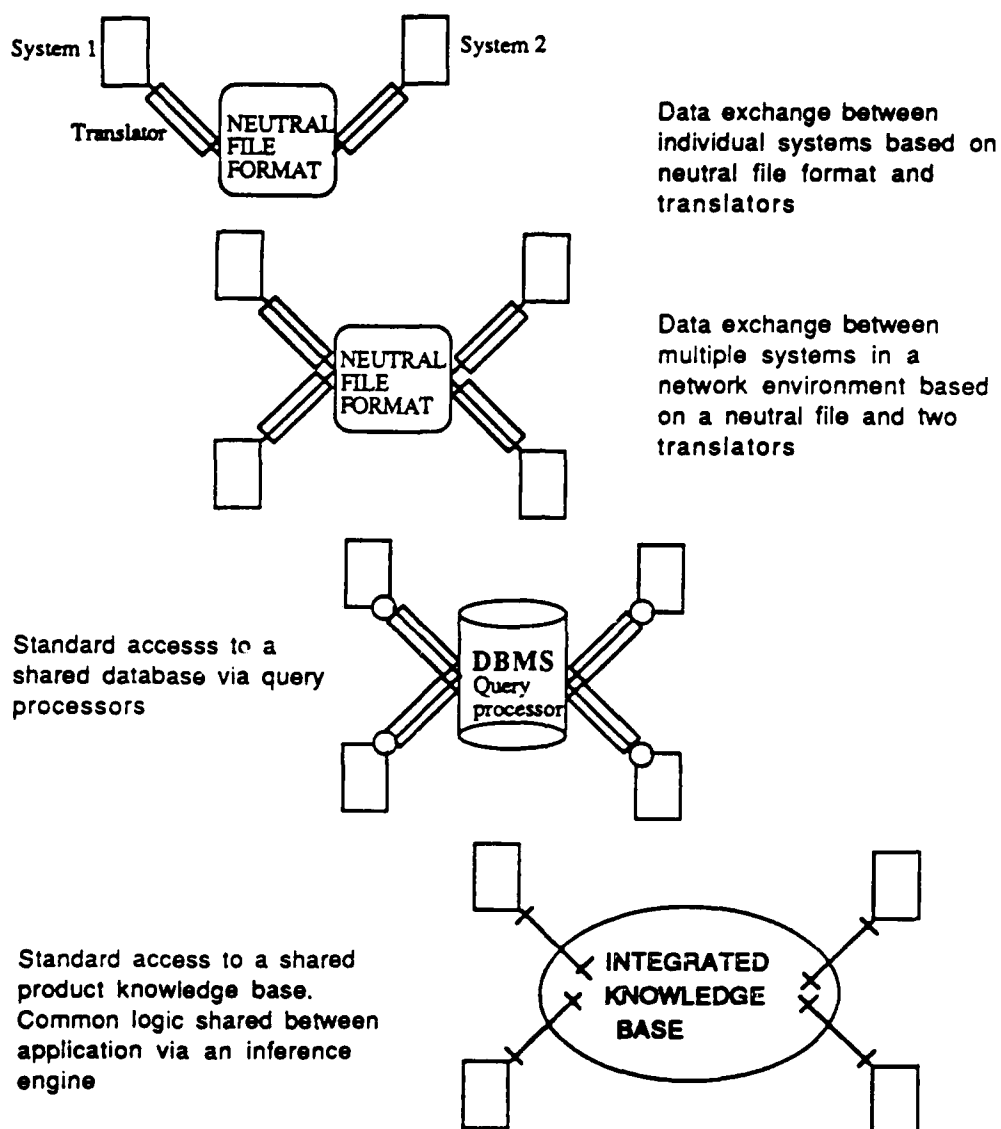 System 1
System 2
Translator
NEUTRAL
FILE
FORMAT
Data exchange between
individual systems based on
neutral file format and
translators
NEUTRAL
FILE
FORMAT
Data exchange between
multiple systems in a
network environment based
on a neutral file and two
translators
Standard accesss to a
shared database via query
processors
DBMS
Query
processor
Standard access to a shared
product knowledge base.
Common logic shared between
application via an inference
engine
INTEGRATED
KNOWLEDGE
BASE